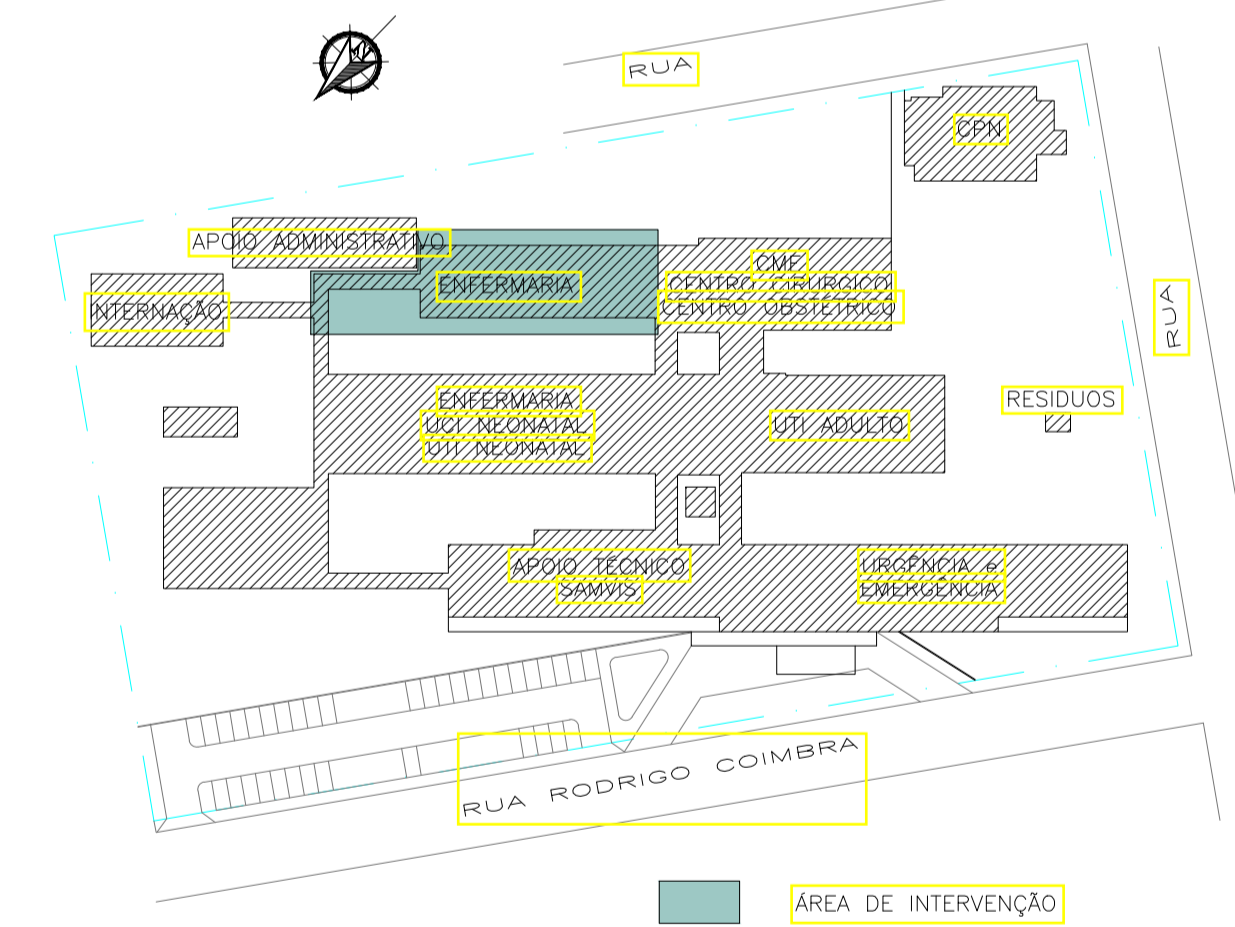 N
RUA
CPN
APOIO ADMINISTRATIVO
CME
ENFERMARIA
CENTRO CIRÚRGICO
INTERNAÇÃO
CENTRO OBSTÉTRICO
RUA
ENFERMARIA
RESIDUOS
UCI NEONATAL
UTI ADULTO
UTI NEONATAL
APOIO TÉCNICO
SAMVIS
URGÊNCIA e
EMERGÊNCIA
RUA RODRIGO COIMBRA
ÁREA DE INTERVENÇÃO